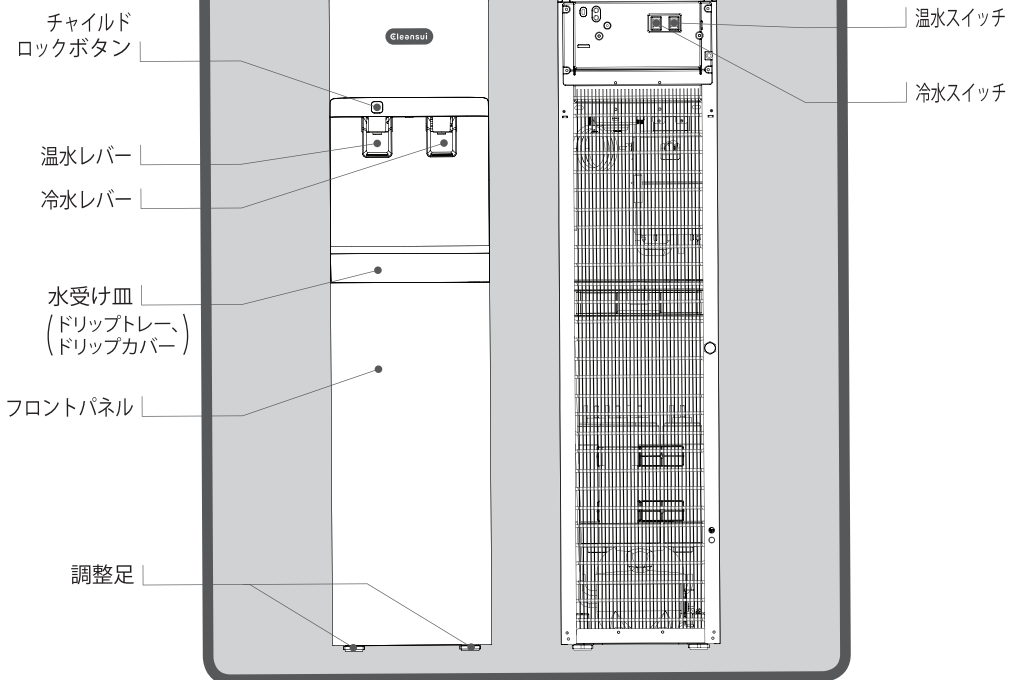 チャイルド
ロックボタン
Cleansui
温水スイッチ
冷水スイッチ
温水レバー
冷水レバー
水受け皿
(ドリップトレー、
ドリップカバー)
フロントパネル
調整足